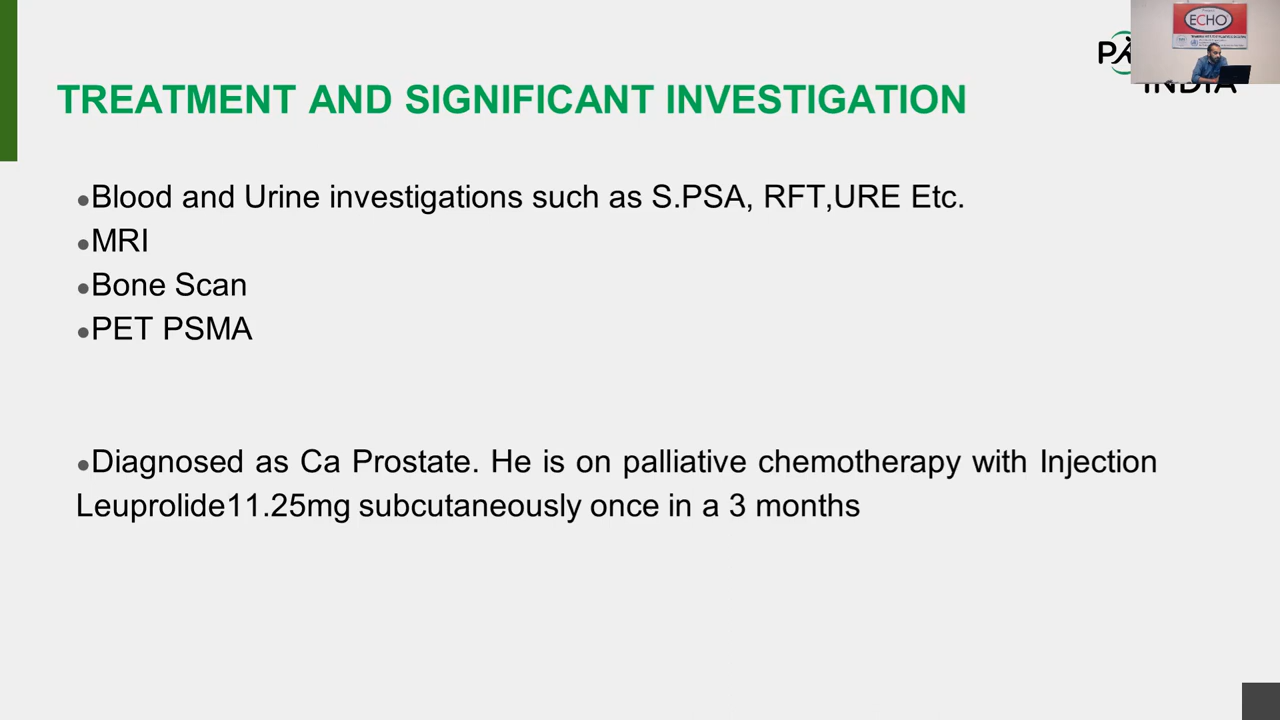 TREATMENT AND SIGNIFICANT INVESTIGATION
ECHO
INDIA
●Blood and Urine investigations such as S.PSA, RFT,URE Etc.
●MRI
●Bone Scan
●PET PSMA
●Diagnosed as Ca Prostate. He is on palliative chemotherapy with Injection
Leuprolide11.25mg subcutaneously once in a 3 months